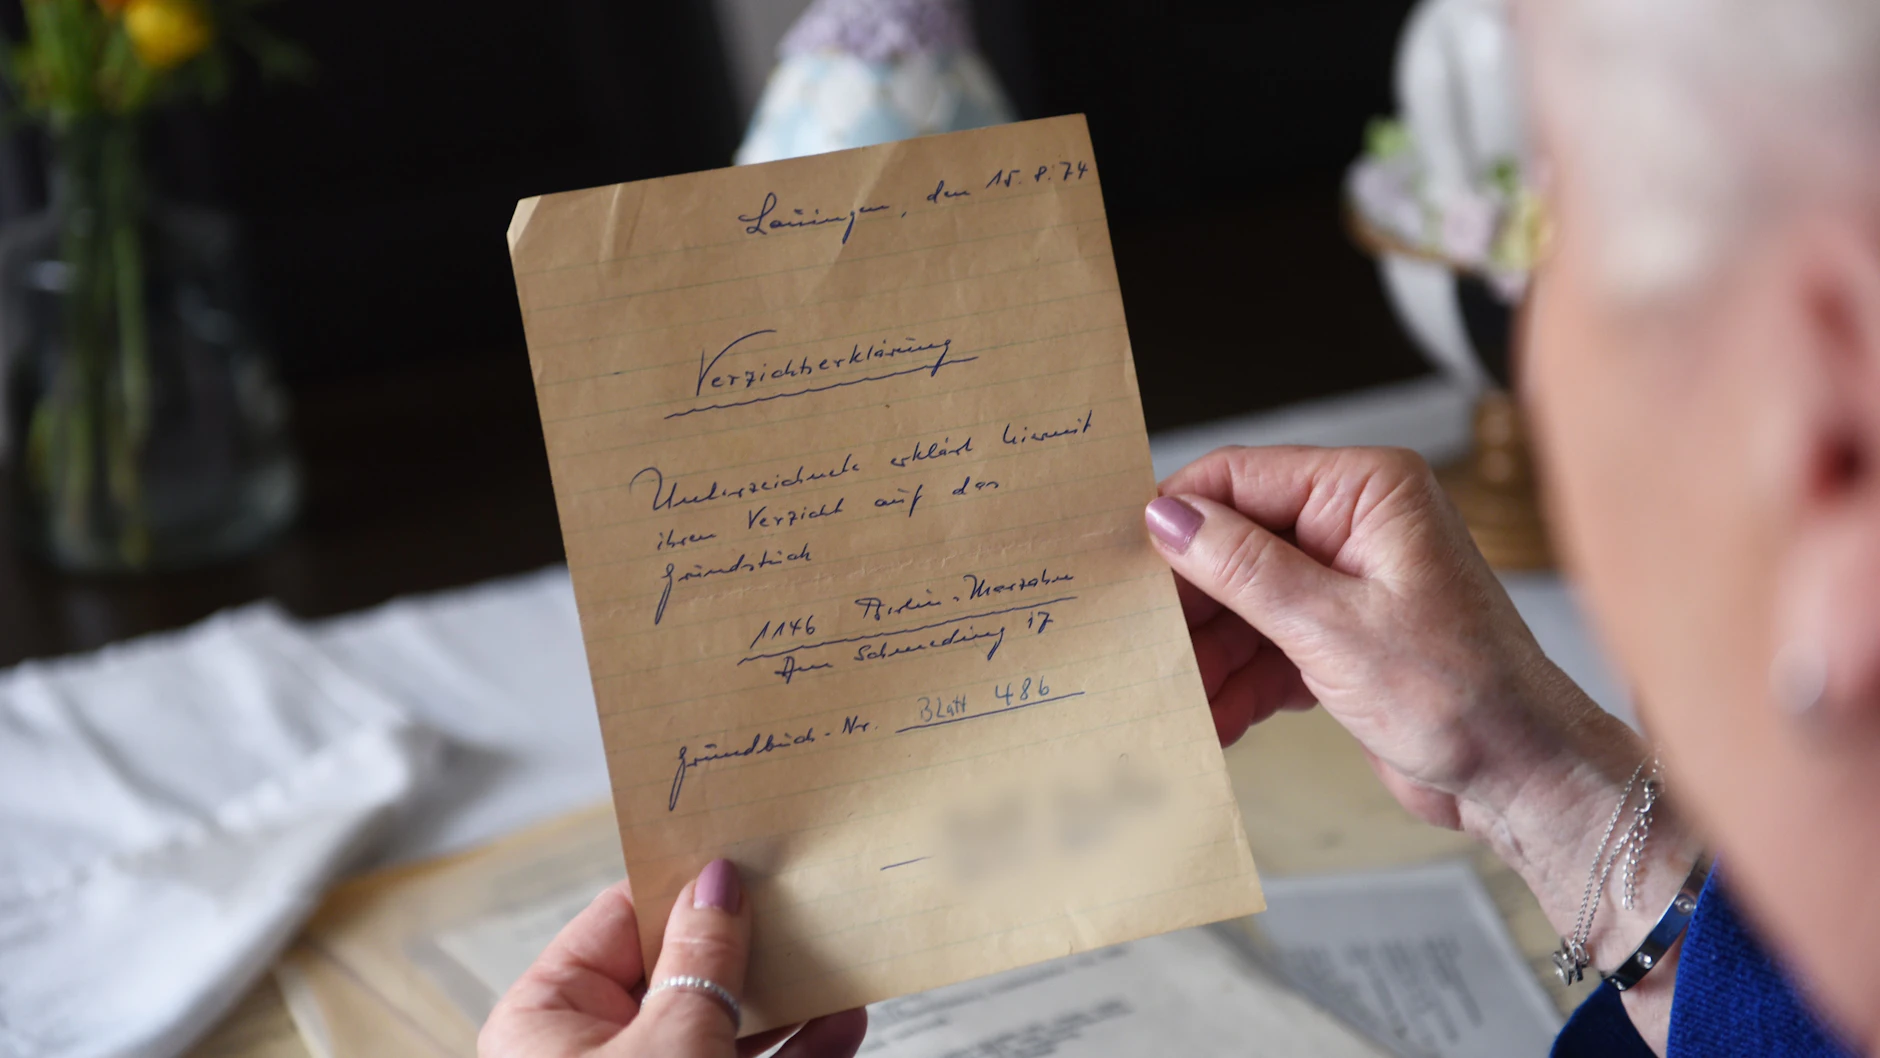 Lauingen, den 15.8.74
Verzichtserklärung
Unterzeichnete erklärt hiermit
ihren Verzicht auf das
Grundstück
1146 Berlin-Marzahn
Am Schmeding 17
Grundbuch-Nr. Blatt 486